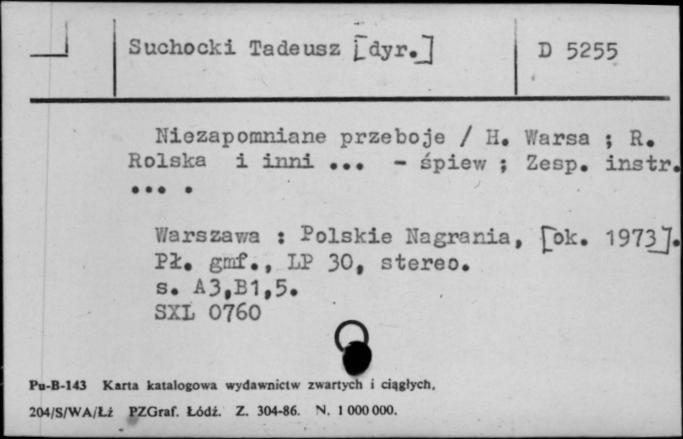 Suchocki Tadeusz [dyr.]
D 5255
Niezapomniane przeboje / H. Warsa ; R.
Rolska i inni ... - śpiew ; Zesp. instr.
... .
Warszawa : Polskie Nagrania, [ok. 1973].
Pł. gmf., LP 30, stereo.
s. A3,B1,5.
SXL 0760
Pu-B-143 Karta katalogowa wydawnictw zwartych i ciągłych.
204/S/WA/Łź PZGraf. Łódź. Z. 304-86. N. 1 000 000.